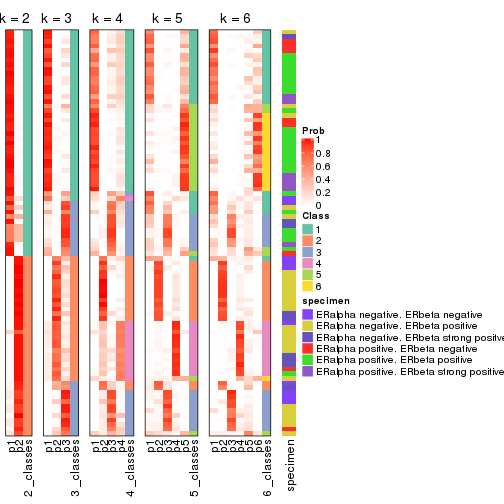 k = 2 k = 3 k = 4 k = 5 k = 6
Prob
1
0.8
0.6
0.4
0.2
0
Class
1
2
3
4
5
6
specimen
ERalpha negative. ERbeta negative
ERalpha negative. ERbeta positive
ERalpha negative. ERbeta strong positive
ERalpha positive. ERbeta negative
ERalpha positive. ERbeta positive
ERalpha positive. ERbeta strong positive
p1 p2 2_classes p1 p2 p3 3_classes p1 p2 p3 p4 4_classes p1 p2 p3 p4 p5 5_classes p1 p2 p3 p4 p5 p6 6_classes specimen